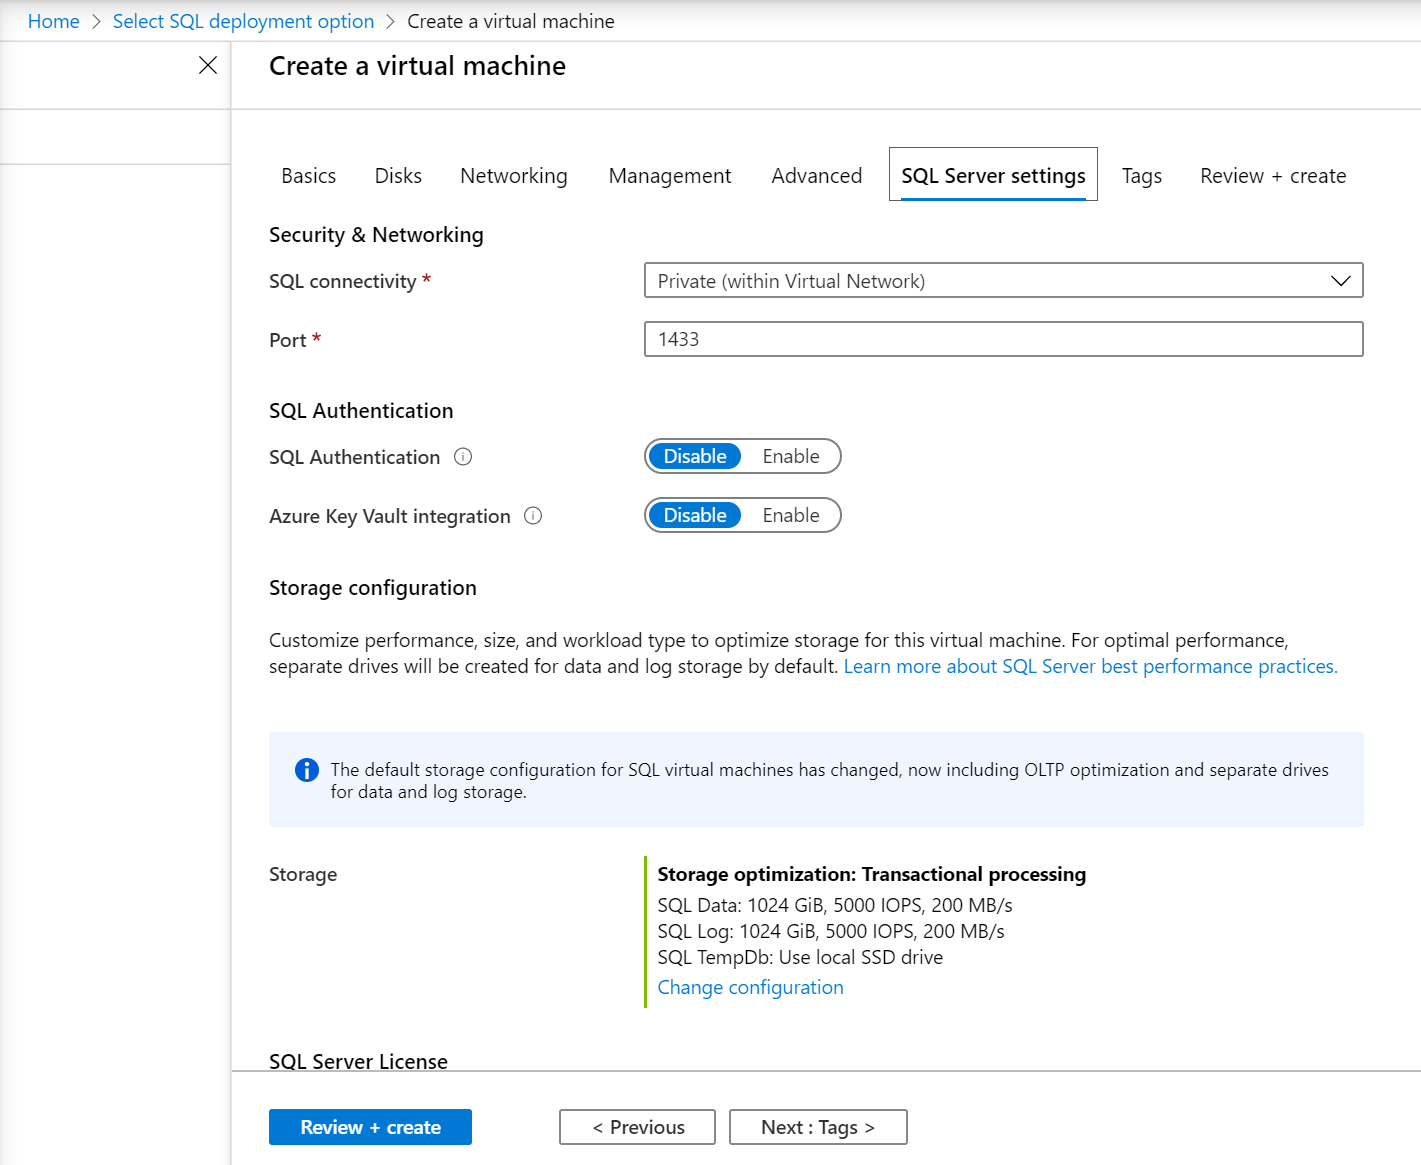 Home > Select SQL deployment option > Create a virtual machine
Create a virtual machine
Basics Disks Networking Management Advanced SQL Server settings Tags Review + create
Security & Networking
SQL connectivity *
Private (within Virtual Network)
Port *
1433
SQL Authentication
SQL Authentication
Disable Enable
Azure Key Vault integration
Disable Enable
Storage configuration
Customize performance, size, and workload type to optimize storage for this virtual machine. For optimal performance,
separate drives will be created for data and log storage by default. Learn more about SQL Server best performance practices.
The default storage configuration for SQL virtual machines has changed, now including OLTP optimization and separate drives
for data and log storage.
Storage
Storage optimization: Transactional processing
SQL Data: 1024 GiB, 5000 IOPS, 200 MB/s
SQL Log: 1024 GiB, 5000 IOPS, 200 MB/s
SQL TempDb: Use local SSD drive
Change configuration
SQL Server License
Review + create
< Previous
Next : Tags >